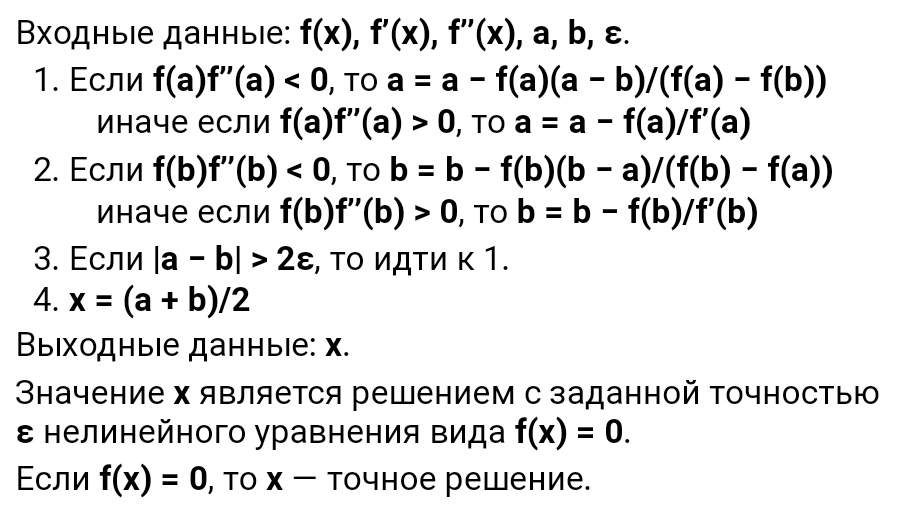 Входные данные: f(x), f’(x), f’’(x), a, b, ε.
1. Если f(a)f’’(a) < 0, то a = a − f(a)(a − b)/(f(a) − f(b))
иначе если f(a)f’’(a) > 0, то a = a − f(a)/f’(a)
2. Если f(b)f’’(b) < 0, то b = b − f(b)(b − a)/(f(b) − f(a))
иначе если f(b)f’’(b) > 0, то b = b − f(b)/f’(b)
3. Если |a − b| > 2ε, то идти к 1.
4. x = (a + b)/2
Выходные данные: x.
Значение x является решением с заданной точностью
ε нелинейного уравнения вида f(x) = 0.
Если f(x) = 0, то x — точное решение.